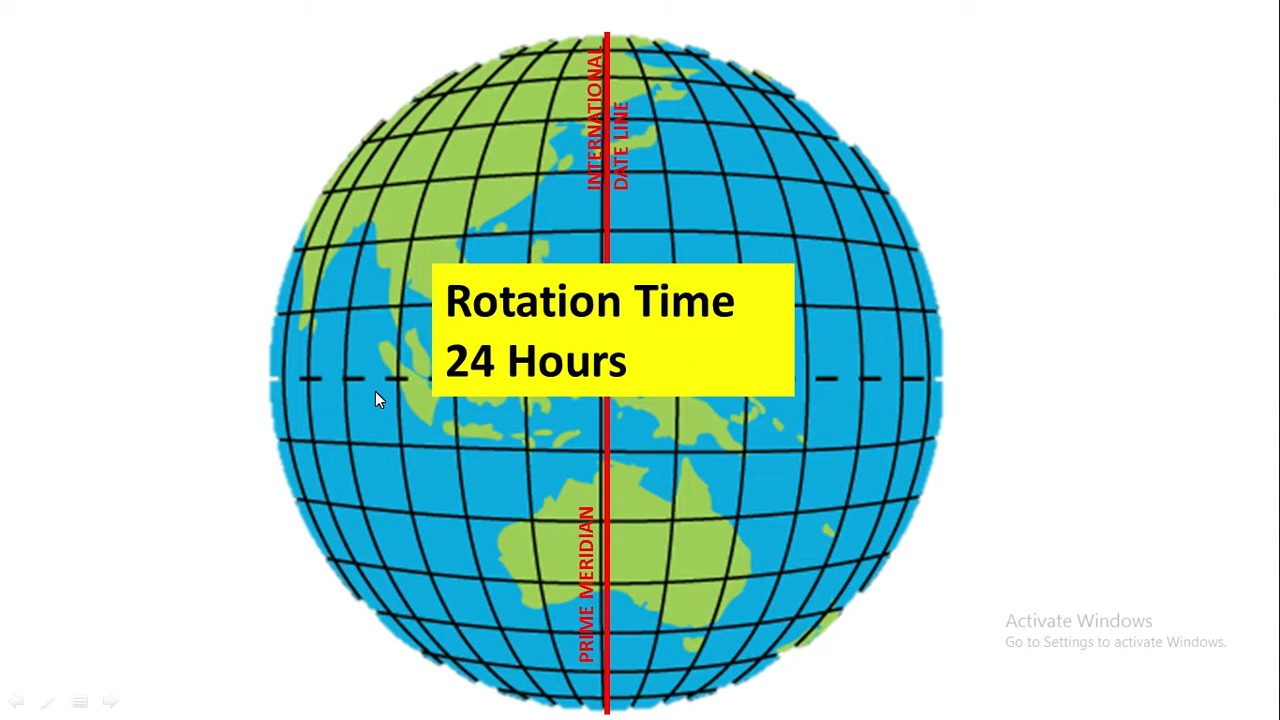 INTERNATIONAL
DATE LINE
Rotation Time
24 Hours
PRIME MERIDIAN
Activate Windows
Go to Settings to activate Windows.